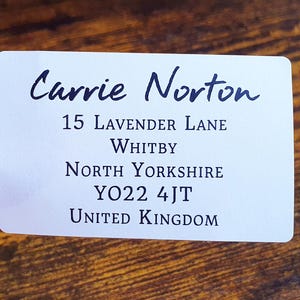 Carrie Norton
15 Lavender Lane
Whitby
North Yorkshire
YO22 4JT
United Kingdom